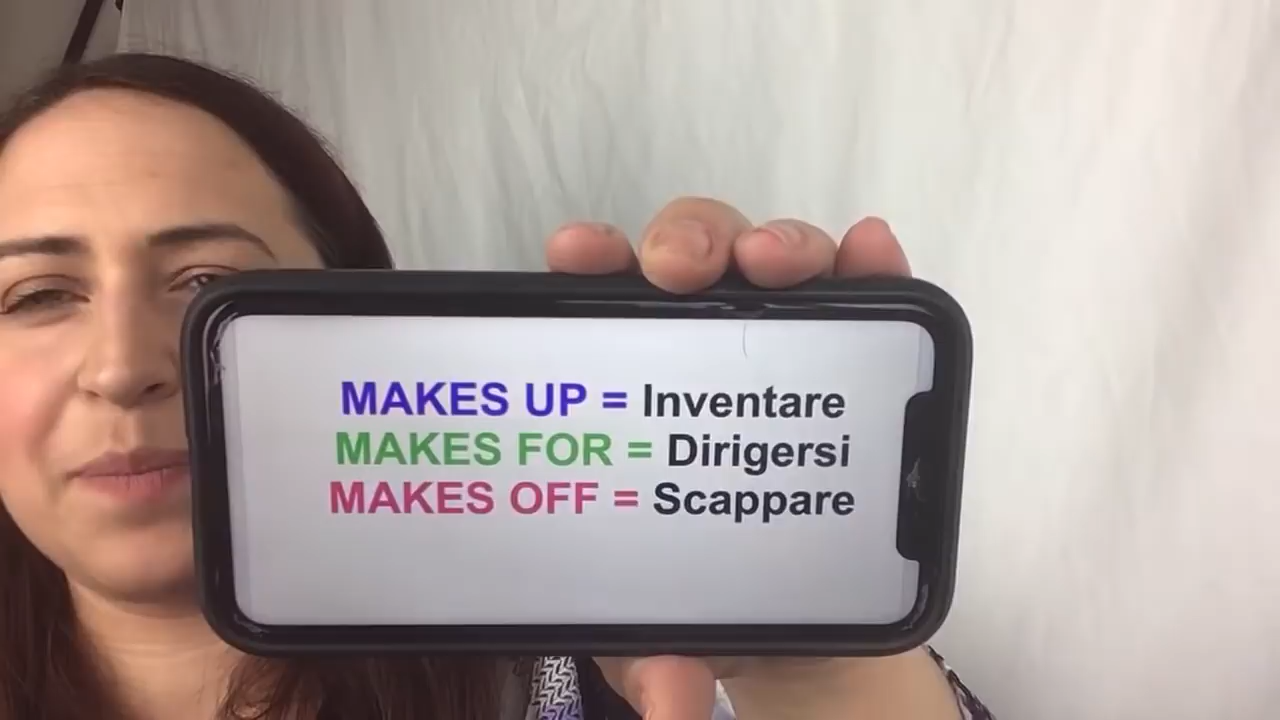 MAKES UP = Inventare
MAKES FOR = Dirigersi
MAKES OFF = Scappare